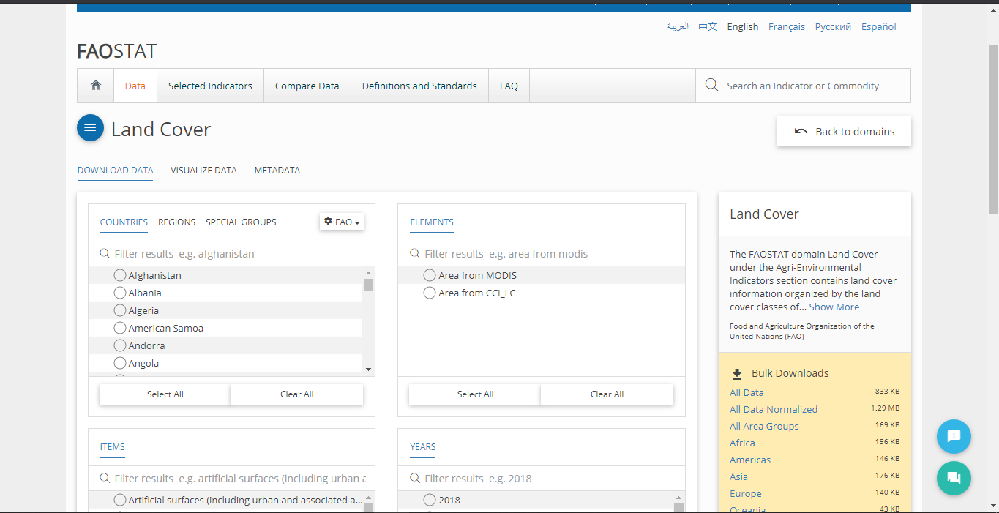 العربية 中文 English Français Русский Español
FAOSTAT
Data Selected Indicators Compare Data Definitions and Standards FAQ Search an Indicator or Commodity
Land Cover
Back to domains
DOWNLOAD DATA VISUALIZE DATA METADATA
COUNTRIES REGIONS SPECIAL GROUPS FAO
Filter results e.g. afghanistan
Afghanistan
Albania
Algeria
American Samoa
Andorra
Angola
Select All Clear All
ELEMENTS
Filter results e.g. area from modis
Area from MODIS
Area from CCI_LC
Select All Clear All
ITEMS
Filter results e.g. artificial surfaces (including urban a
Artificial surfaces (including urban and associated a...
YEARS
Filter results e.g. 2018
2018
Land Cover
The FAOSTAT domain Land Cover
under the Agri-Environmental
Indicators section contains land cover
information organized by the land
cover classes of... Show More
Food and Agriculture Organization of the
United Nations (FAO)
Bulk Downloads
All Data 833 KB
All Data Normalized 1.29 MB
All Area Groups 169 KB
Africa 196 KB
Americas 146 KB
Asia 176 KB
Europe 140 KB
Oceania 43 KB